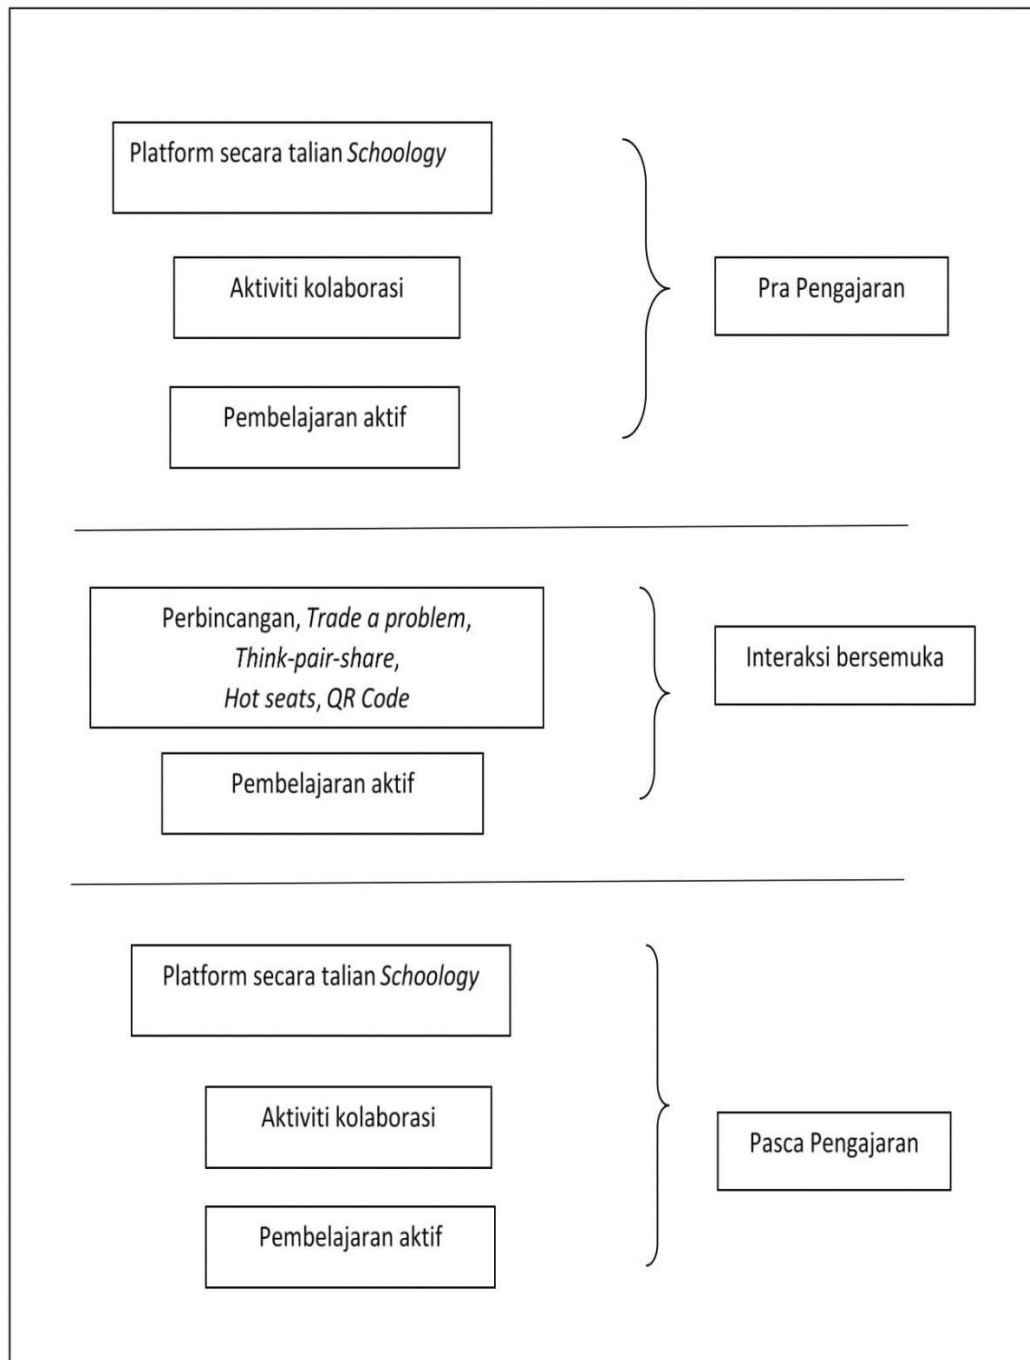 Platform secara talian Schoology
Aktiviti kolaborasi
Pra Pengajaran
Pembelajaran aktif
Perbincangan, Trade a problem,
Think-pair-share,
Hot seats, QR Code
Interaksi bersemuka
Pembelajaran aktif
Platform secara talian Schoology
Aktiviti kolaborasi
Pasca Pengajaran
Pembelajaran aktif